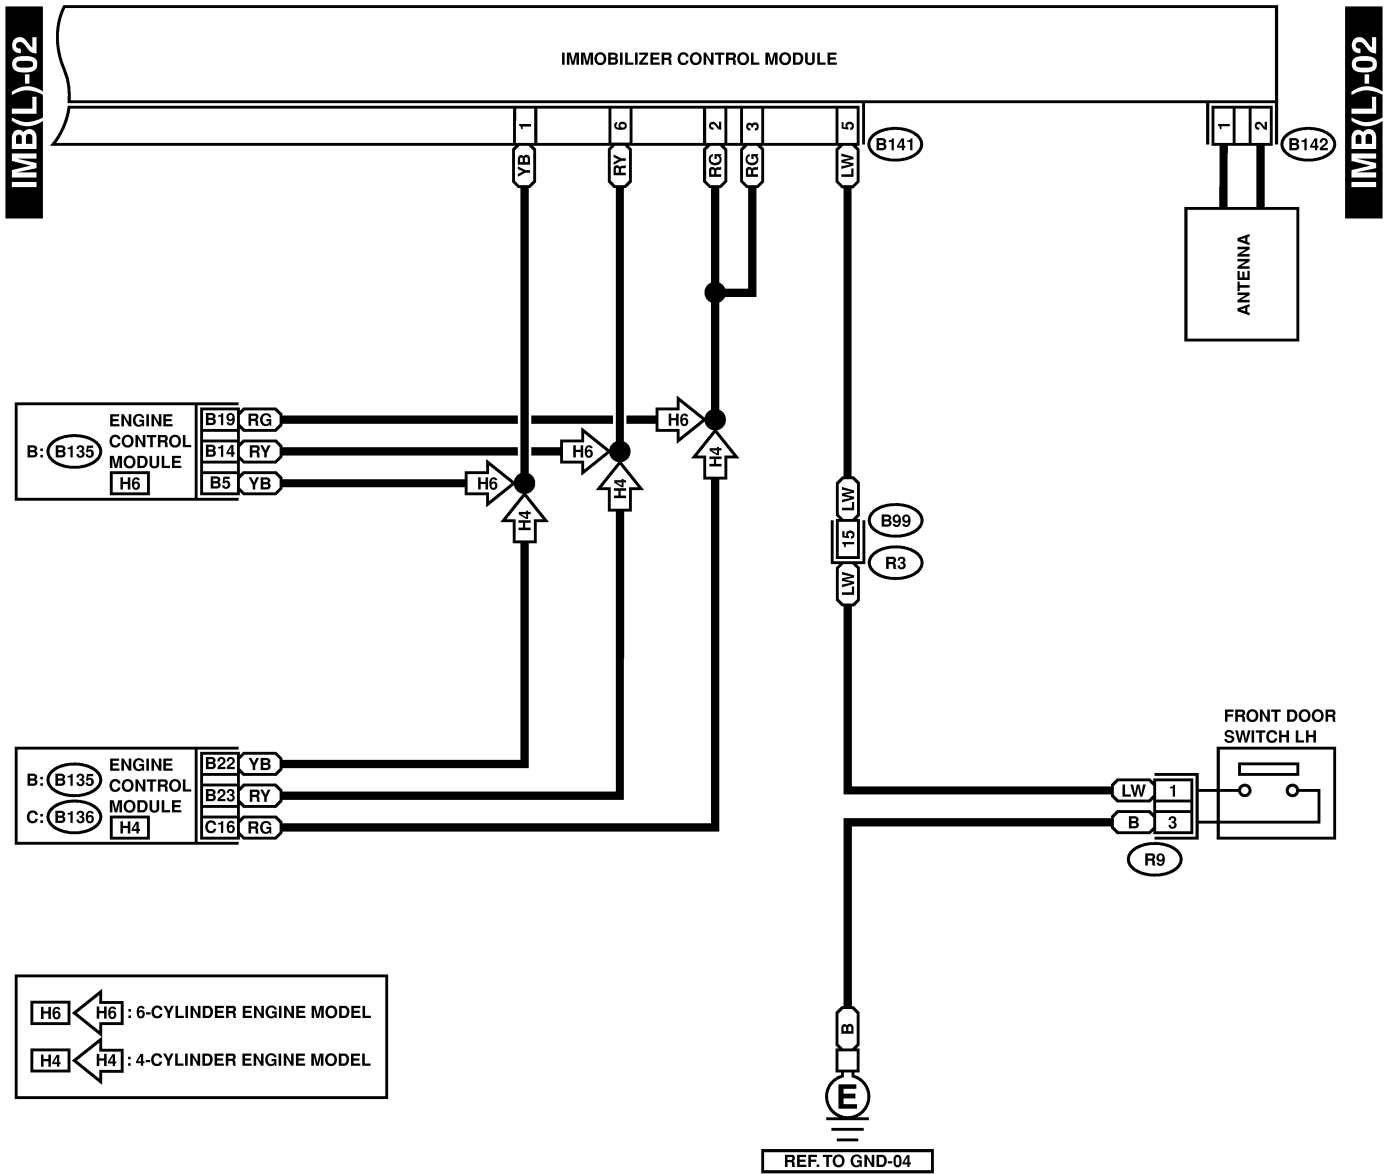 IMB(L)-02
IMB(L)-02
IMMOBILIZER CONTROL MODULE
1 6 2 3 5
B141
1 2
B142
YB RY RG RG LW
ANTENNA
B: B135
ENGINE
CONTROL
MODULE
H6
B19 RG
B14 RY
B5 YB
H6
H6
H6
H4
H4
H4
LW
B99
15
R3
LW
B: B135
C: B136
ENGINE
CONTROL
MODULE
H4
B22 YB
B23 RY
C16 RG
FRONT DOOR
SWITCH LH
LW 1
B 3
R9
H6 H6 : 6-CYLINDER ENGINE MODEL
H4 H4 : 4-CYLINDER ENGINE MODEL
B
E
REF. TO GND-04